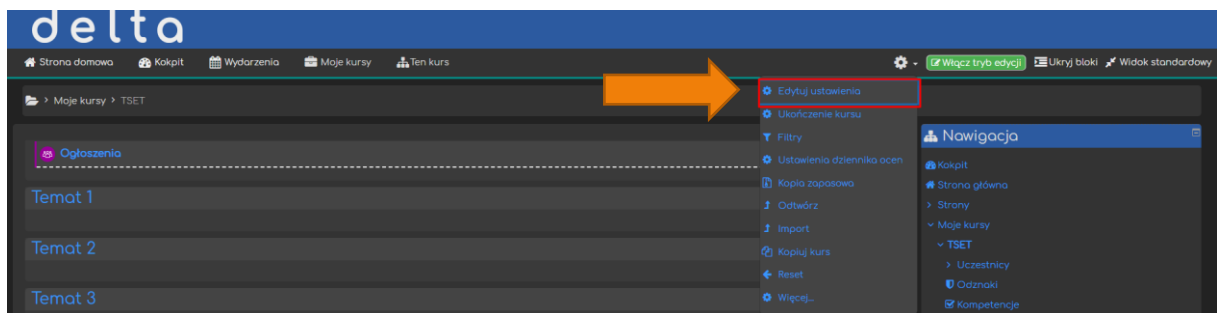 delta
Strona domowa Kokpit Wydarzenia Moje kursy Ten kurs Włącz tryb edycji Ukryj bloki Widok standardowy
> Moje kursy > TSET
Ogłoszenia
Temat 1
Temat 2
Temat 3
Edytuj ustawienia
Ukończenie kursu
Filtry
Ustawienia dziennika ocen
Kopia zapasowa
Odtwórz
Import
Kopiuj kurs
Reset
Więcej...
Nawigacja
Kokpit
Strona główna
Strony
Moje kursy
TSET
Uczestnicy
Odznaki
Kompetencje